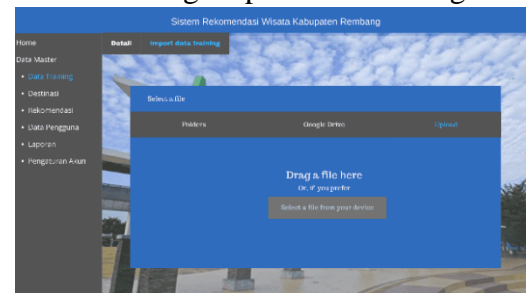 Sistem Rekomendasi Wisata Kabupaten Rembang
Home
Detail Import data training
Data Master
• Data Training
• Destinasi
• Rekomendasi
• Data Pengguna
• Laporan
• Pengaturan Akun
Select a file
Folders Google Drive Upload
Drag a file here
Or, if you prefer
Select a file from your device